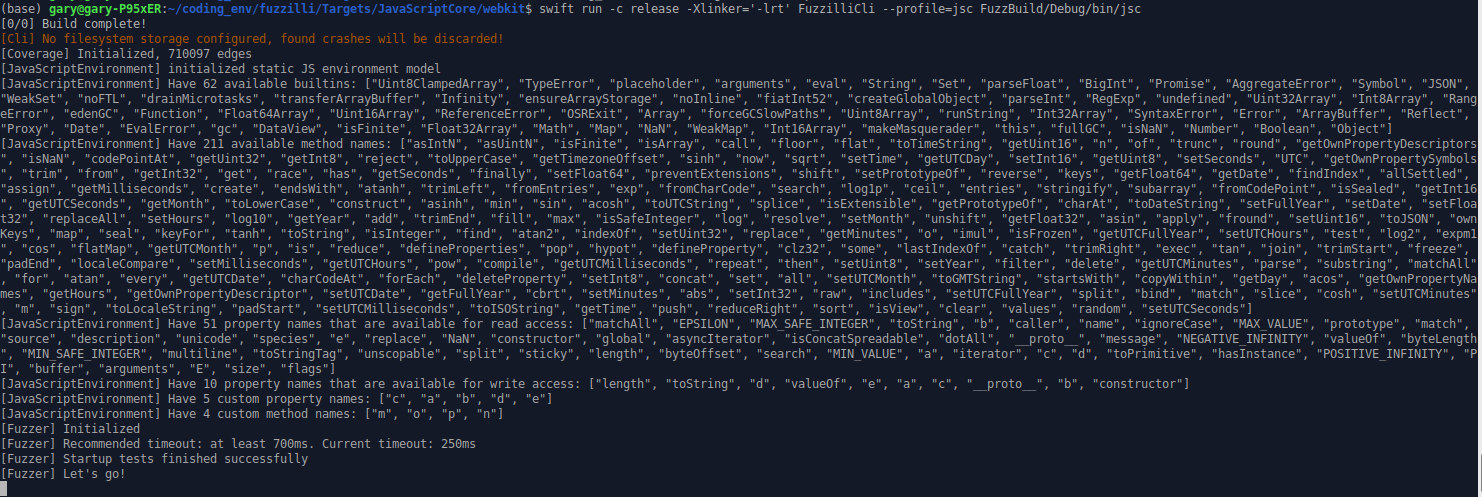 (base) gary@gary-P95xER:~/coding_env/fuzzilli/Targets/JavaScriptCore/webkit$ swift run -c release -Xlinker='-lrt' FuzzilliCli --profile=jsc FuzzBuild/Debug/bin/jsc
[0/0] Build complete!
[Cli] No filesystem storage configured, found crashes will be discarded!
[Coverage] Initialized, 710097 edges
[JavaScriptEnvironment] initialized static JS environment model
[JavaScriptEnvironment] Have 62 available builtins: ["Uint8ClampedArray", "TypeError", "placeholder", "arguments", "eval", "String", "Set", "parseFloat", "BigInt", "Promise", "AggregateError", "Symbol", "JSON",
"WeakSet", "noFTL", "drainMicrotasks", "transferArrayBuffer", "Infinity", "ensureArrayStorage", "noInline", "fiatInt52", "createGlobalObject", "parseInt", "RegExp", "undefined", "Uint32Array", "Int8Array", "Rang
eError", "edenGC", "Function", "Float64Array", "Uint16Array", "ReferenceError", "OSRExit", "Array", "forceGCSlowPaths", "Uint8Array", "runString", "Int32Array", "SyntaxError", "Error", "ArrayBuffer", "Reflect",
"Proxy", "Date", "EvalError", "gc", "DataView", "isFinite", "Float32Array", "Math", "Map", "NaN", "WeakMap", "Int16Array", "makeMasquerader", "this", "fullGC", "isNaN", "Number", "Boolean", "Object"]
[JavaScriptEnvironment] Have 211 available method names: ["asIntN", "asUintN", "isFinite", "isArray", "call", "floor", "flat", "toTimeString", "getUint16", "n", "of", "trunc", "round", "getOwnPropertyDescriptors
", "isNaN", "codePointAt", "getUint32", "getInt8", "reject", "toUpperCase", "getTimezoneOffset", "sinh", "now", "sqrt", "setTime", "getUTCDay", "setInt16", "getUint8", "setSeconds", "UTC", "getOwnPropertySymbols
", "trim", "from", "getInt32", "get", "race", "has", "getSeconds", "finally", "setFloat64", "preventExtensions", "shift", "setPrototypeOf", "reverse", "keys", "getFloat64", "getDate", "findIndex", "allSettled",
"assign", "getMilliseconds", "create", "endsWith", "atanh", "trimLeft", "fromEntries", "exp", "fromCharCode", "search", "log1p", "ceil", "entries", "stringify", "subarray", "fromCodePoint", "isSealed", "getInt16
", "getUTCSeconds", "getMonth", "toLowerCase", "construct", "asinh", "min", "sin", "acosh", "toUTCString", "splice", "isExtensible", "getPrototypeOf", "charAt", "toDateString", "setFullYear", "setDate", "setFloa
t32", "replaceAll", "setHours", "log10", "getYear", "add", "trimEnd", "fill", "max", "isSafeInteger", "log", "resolve", "setMonth", "unshift", "getFloat32", "asin", "apply", "fround", "setUint16", "toJSON", "own
Keys", "map", "seal", "keyFor", "tanh", "toString", "isInteger", "find", "atan2", "indexOf", "setUint32", "replace", "getMinutes", "o", "imul", "isFrozen", "getUTCFullYear", "setUTCHours", "test", "log2", "expm1
", "cos", "flatMap", "getUTCMonth", "p", "is", "reduce", "defineProperties", "pop", "hypot", "defineProperty", "clz32", "some", "lastIndexOf", "catch", "trimRight", "exec", "tan", "join", "trimStart", "freeze",
"padEnd", "localeCompare", "setMilliseconds", "getUTCHours", "pow", "compile", "getUTCMilliseconds", "repeat", "then", "setUint8", "setYear", "filter", "delete", "getUTCMinutes", "parse", "substring", "matchAll"
, "for", "atan", "every", "getUTCDate", "charCodeAt", "forEach", "deleteProperty", "setInt8", "concat", "set", "all", "setUTCMonth", "toGMTString", "startsWith", "copyWithin", "getDay", "acos", "getOwnPropertyNa
mes", "getHours", "getOwnPropertyDescriptor", "setUTCDate", "getFullYear", "cbrt", "setMinutes", "abs", "setInt32", "raw", "includes", "setUTCFullYear", "split", "bind", "match", "slice", "cosh", "setUTCMinutes"
, "m", "sign", "toLocaleString", "padStart", "setUTCMilliseconds", "toISOString", "getTime", "push", "reduceRight", "sort", "isView", "clear", "values", "random", "setUTCSeconds"]
[JavaScriptEnvironment] Have 51 property names that are available for read access: ["matchAll", "EPSILON", "MAX_SAFE_INTEGER", "toString", "b", "caller", "name", "ignoreCase", "MAX_VALUE", "prototype", "match",
"source", "description", "unicode", "species", "e", "replace", "NaN", "constructor", "global", "asyncIterator", "isConcatSpreadable", "dotAll", "__proto__", "message", "NEGATIVE_INFINITY", "valueOf", "byteLength
", "MIN_SAFE_INTEGER", "multiline", "toStringTag", "unscopable", "split", "sticky", "length", "byteOffset", "search", "MIN_VALUE", "a", "iterator", "c", "d", "toPrimitive", "hasInstance", "POSITIVE_INFINITY", "P
I", "buffer", "arguments", "E", "size", "flags"]
[JavaScriptEnvironment] Have 10 property names that are available for write access: ["length", "toString", "d", "valueOf", "e", "a", "c", "__proto__", "b", "constructor"]
[JavaScriptEnvironment] Have 5 custom property names: ["c", "a", "b", "d", "e"]
[JavaScriptEnvironment] Have 4 custom method names: ["m", "o", "p", "n"]
[Fuzzer] Initialized
[Fuzzer] Recommended timeout: at least 700ms. Current timeout: 250ms
[Fuzzer] Startup tests finished successfully
[Fuzzer] Let's go!